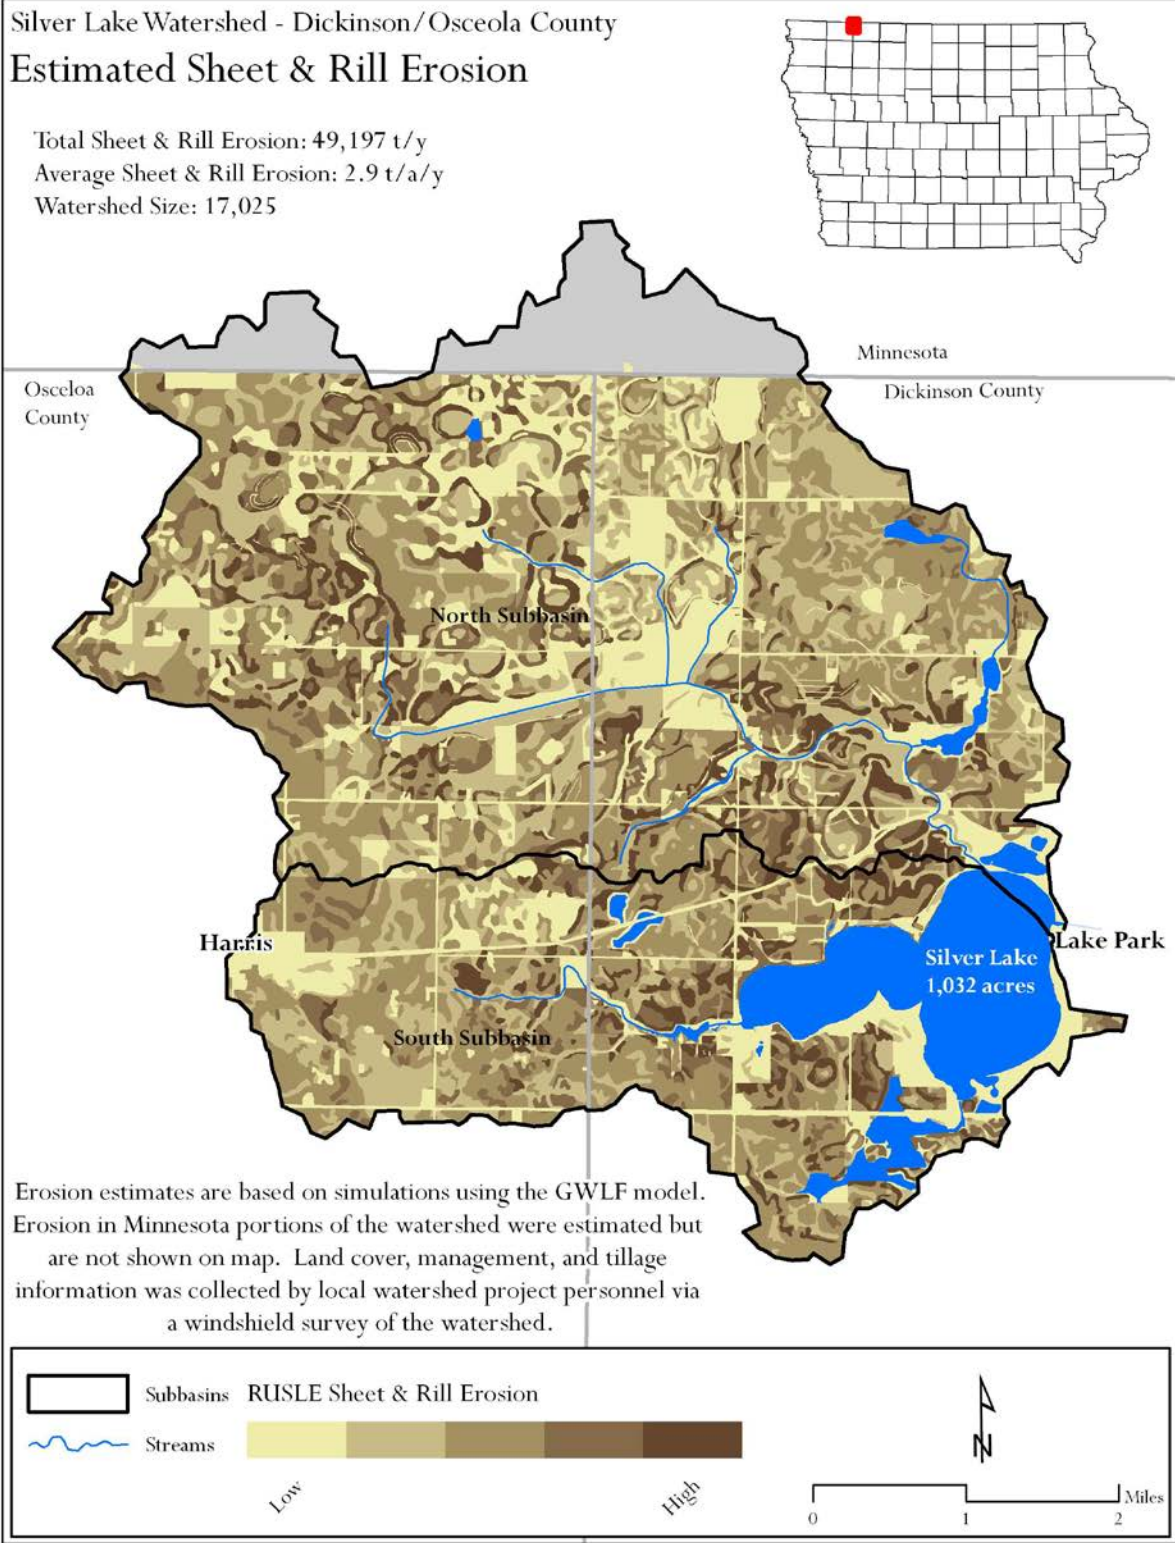 Silver Lake Watershed - Dickinson/Osceola County
Estimated Sheet & Rill Erosion
Total Sheet & Rill Erosion: 49,197 t/y
Average Sheet & Rill Erosion: 2.9 t/a/y
Watershed Size: 17,025
Minnesota
Osceloa
County
Dickinson County
North Subbasin
Harris
Lake Park
Silver Lake
1,032 acres
South Subbasin
Erosion estimates are based on simulations using the GWLF model.
Erosion in Minnesota portions of the watershed were estimated but
are not shown on map. Land cover, management, and tillage
information was collected by local watershed project personnel via
a windshield survey of the watershed.
Subbasins
RUSLE Sheet & Rill Erosion
Streams
Low
High
N
Miles
0
1
2